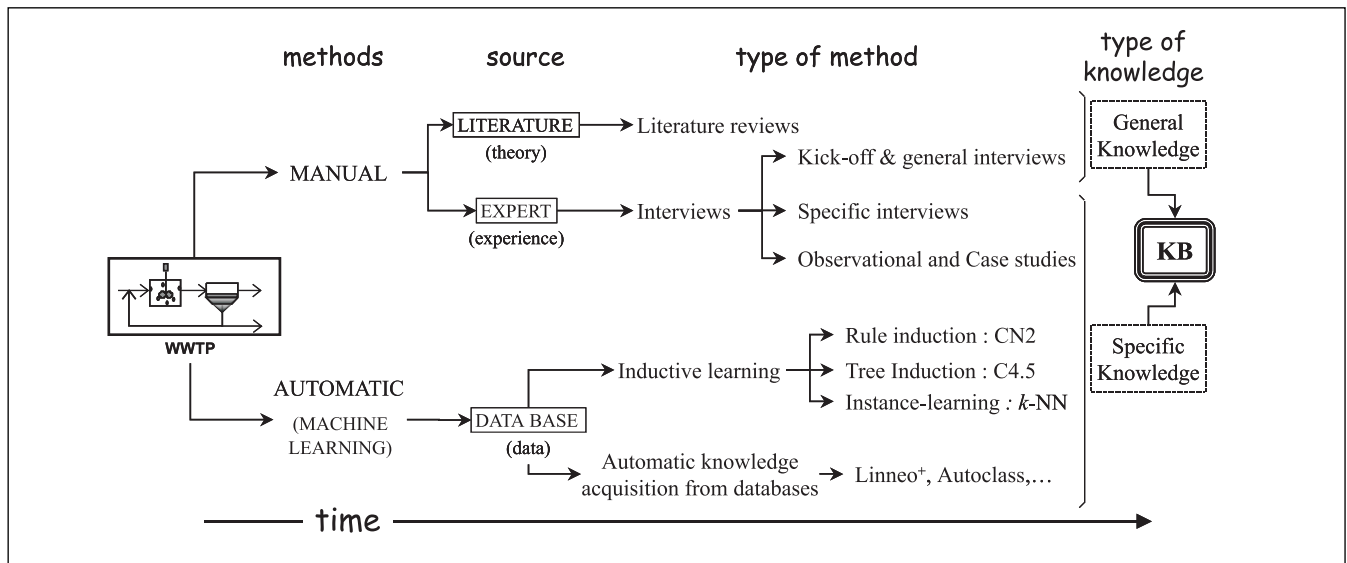 methods
source
type of method
type of
knowledge
LITERATURE
(theory)
Literature reviews
General
Knowledge
MANUAL
Kick-off & general interviews
EXPERT
(experience)
Interviews
Specific interviews
Observational and Case studies
KB
WWTP
Rule induction : CN2
Specific
Knowledge
Inductive learning
Tree Induction : C4.5
Instance-learning : k-NN
AUTOMATIC
(MACHINE
LEARNING)
DATA BASE
(data)
Automatic knowledge
acquisition from databases
Linneo⁺, Autoclass,…
time